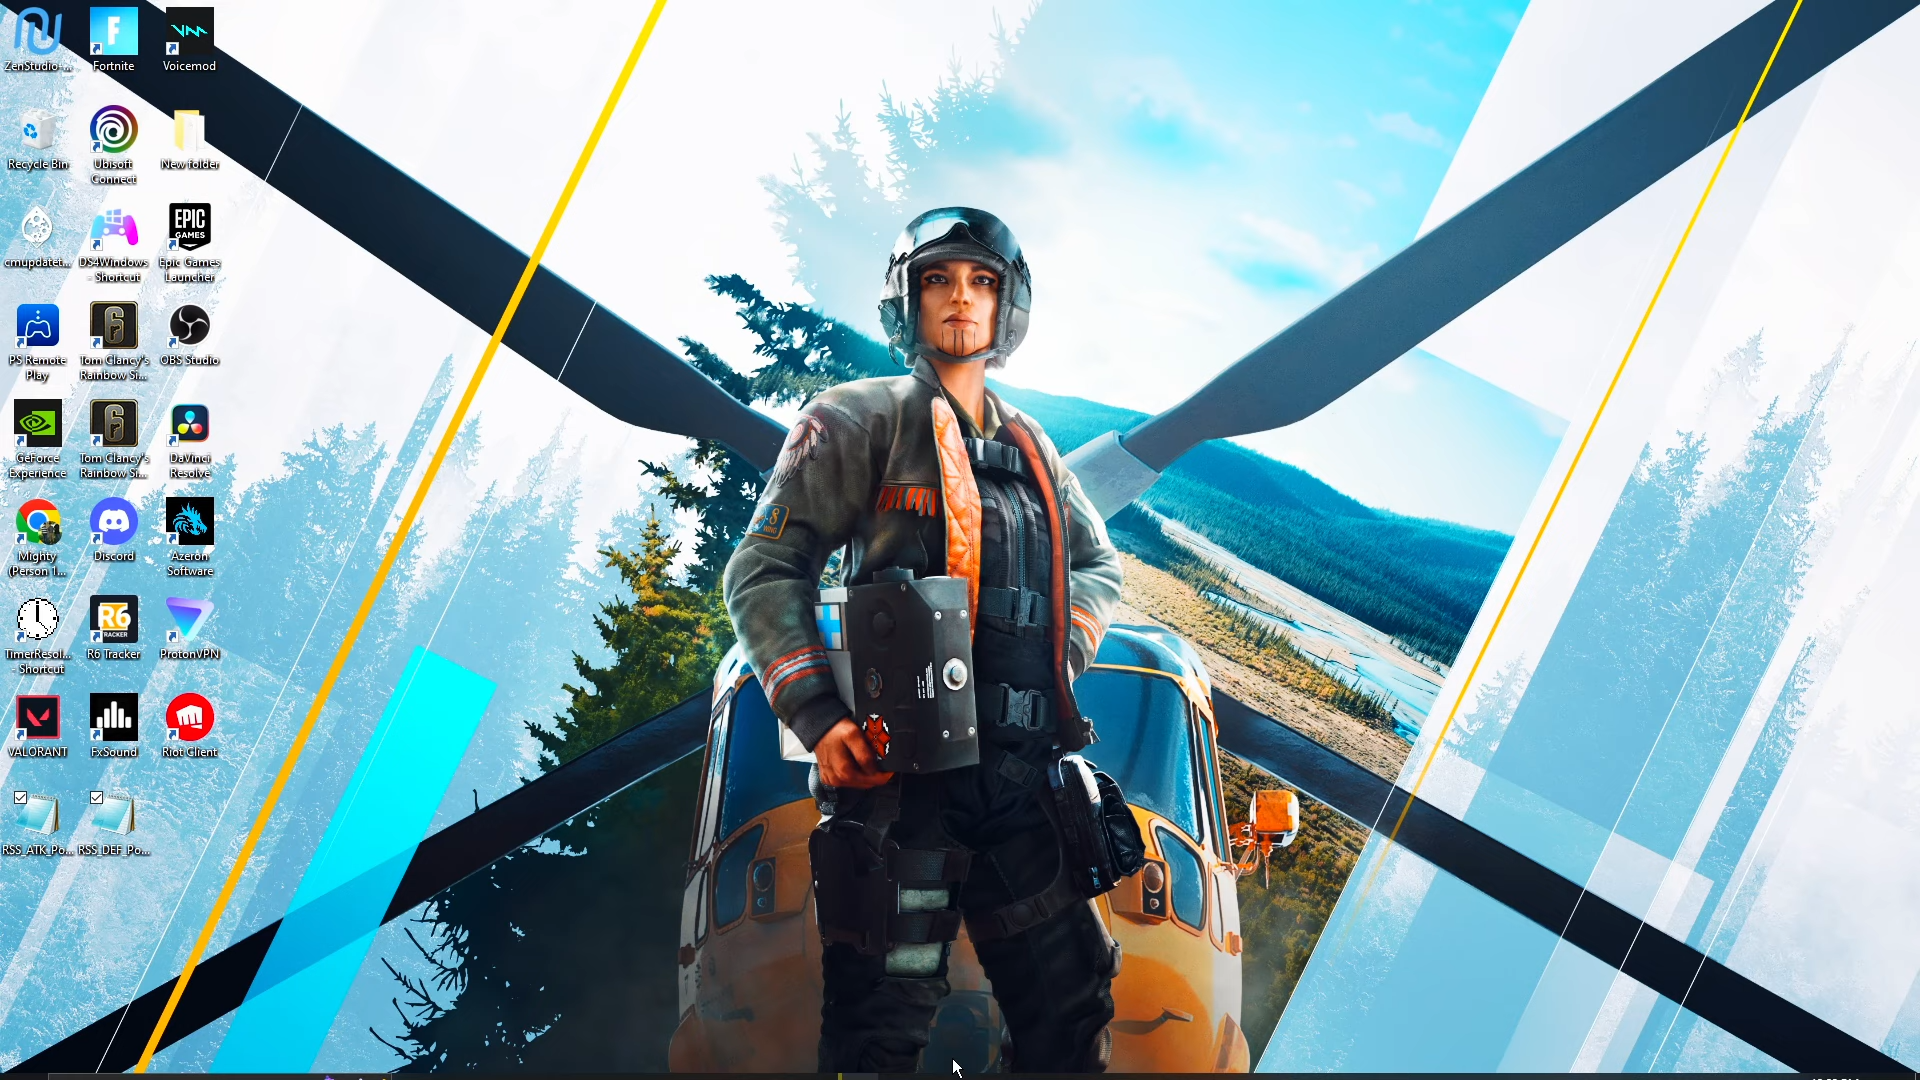 ZenStudio-...
Fortnite
Voicemod
Recycle Bin
Ubisoft
Connect
New folder
cmupdatet...
DS4Windows
- Shortcut
EPIC
GAMES
Epic Games
Launcher
PS Remote
Play
Tom Clancy's
Rainbow Si...
OBS Studio
GeForce
Experience
Tom Clancy's
Rainbow Si...
DaVinci
Resolve
Mighty
(Person 1...
Discord
Azeron
Software
TimerResol...
- Shortcut
R6
TRACKER
R6 Tracker
ProtonVPN
VALORANT
FxSound
Riot Client
RSS_ATK_Po...
RSS_DEF_Po...